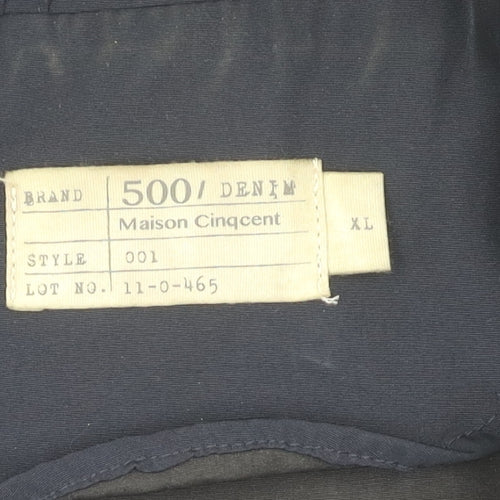 BRAND 500/ DENIM
Maison Cinqcent
STYLE 001
LOT NO. 11-0-465
XL